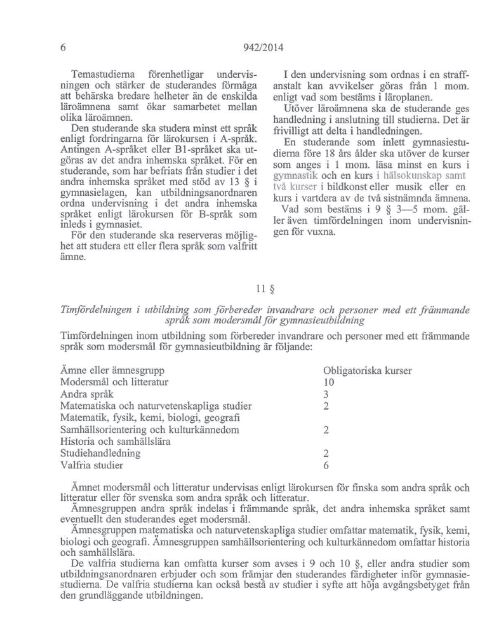 6
942/2014
Temastudierna förenhetligar undervis-
ningen och stärker de studerandes förmåga
att behärska bredare helheter än de enskilda
läroämnena samt ökar samarbetet mellan
olika läroämnen.
Den studerande ska studera minst ett språk
enligt fordringarna för lärokursen i A-språk.
Antingen A-språket eller B1-språket ska ut-
göras av det andra inhemska språket. För en
studerande, som har befriats från studier i det
andra inhemska språket med stöd av 13 § i
gymnasielagen, kan utbildningsanordnaren
ordna undervisning i det andra inhemska
språket enligt lärokursen för B-språk som
inleds i gymnasiet.
För den studerande ska reserveras möjlig-
het att studera ett eller flera språk som valfritt
ämne.
I den undervisning som ordnas i en straff-
anstalt kan avvikelser göras från 1 mom.
enligt vad som bestäms i läroplanen.
Utöver läroämnena ska de studerande ges
handledning i anslutning till studierna. Det är
frivilligt att delta i handledningen.
En studerande som inlett gymnasiestu-
dierna före 18 års ålder ska utöver de kurser
som anges i 1 mom. läsa minst en kurs i
gymnastik och en kurs i hälsokunskap samt
två kurser i bildkonst eller musik eller en
kurs i vartdera av de två sistnämnda ämnena.
Vad som bestäms i 9 § 3—5 mom. gäl-
ler även timfördelningen inom undervisnin-
gen för vuxna.
11 §
Timfördelningen i utbildning som förbereder invandrare och personer med ett främmande
språk som modersmål för gymnasieutbildning
Timfördelningen inom utbildning som förbereder invandrare och personer med ett främmande
språk som modersmål för gymnasieutbildning är följande:
Ämne eller ämnesgrupp Obligatoriska kurser
Modersmål och litteratur 10
Andra språk 3
Matematiska och naturvetenskapliga studier 2
Matematik, fysik, kemi, biologi, geografi
Samhällsorientering och kulturkännedom 2
Historia och samhällslära
Studiehandledning 2
Valfria studier 6
Ämnet modersmål och litteratur undervisas enligt lärokursen för finska som andra språk och
litteratur eller för svenska som andra språk och litteratur.
Ämnesgruppen andra språk indelas i främmande språk, det andra inhemska språket samt
eventuellt den studerandes eget modersmål.
Ämnesgruppen matematiska och naturvetenskapliga studier omfattar matematik, fysik, kemi,
biologi och geografi. Ämnesgruppen samhällsorientering och kulturkännedom omfattar historia
och samhällslära.
De valfria studierna kan omfatta kurser som avses i 9 och 10 §, eller andra studier som
utbildningsanordnaren erbjuder och som främjar den studerandes färdigheter inför gymnasie-
studierna. De valfria studierna kan också bestå av studier i syfte att höja avgångsbetyget från
den grundläggande utbildningen.